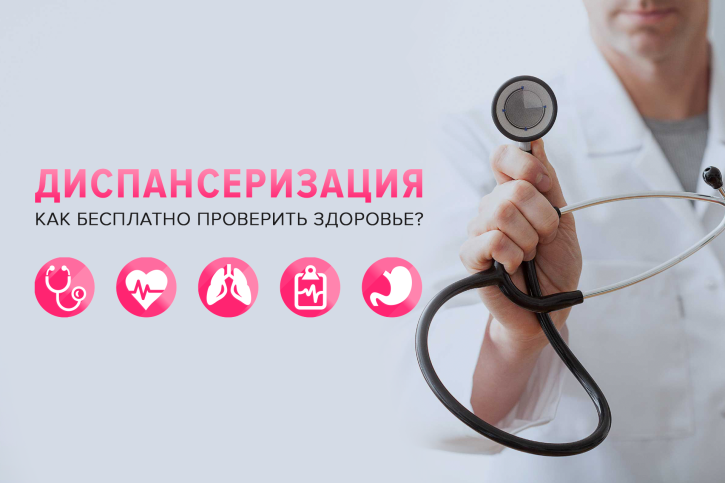 ДИСПАНСЕРИЗАЦИЯ
КАК БЕСПЛАТНО ПРОВЕРИТЬ ЗДОРОВЬЕ?